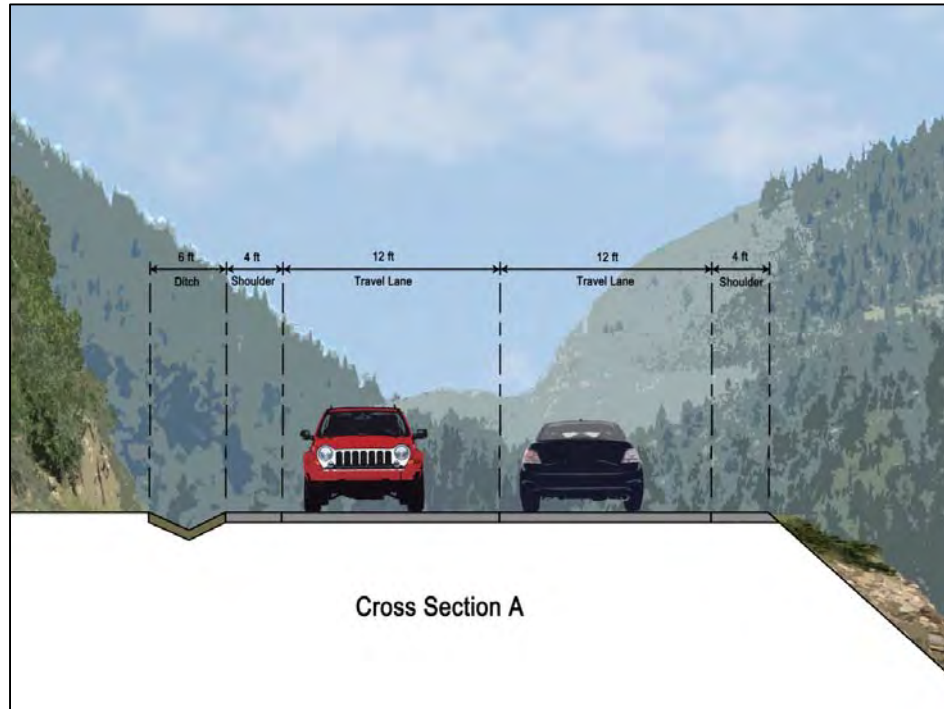 6 ft 4 ft 12 ft 12 ft 4 ft
Ditch Shoulder Travel Lane Travel Lane Shoulder
Cross Section A